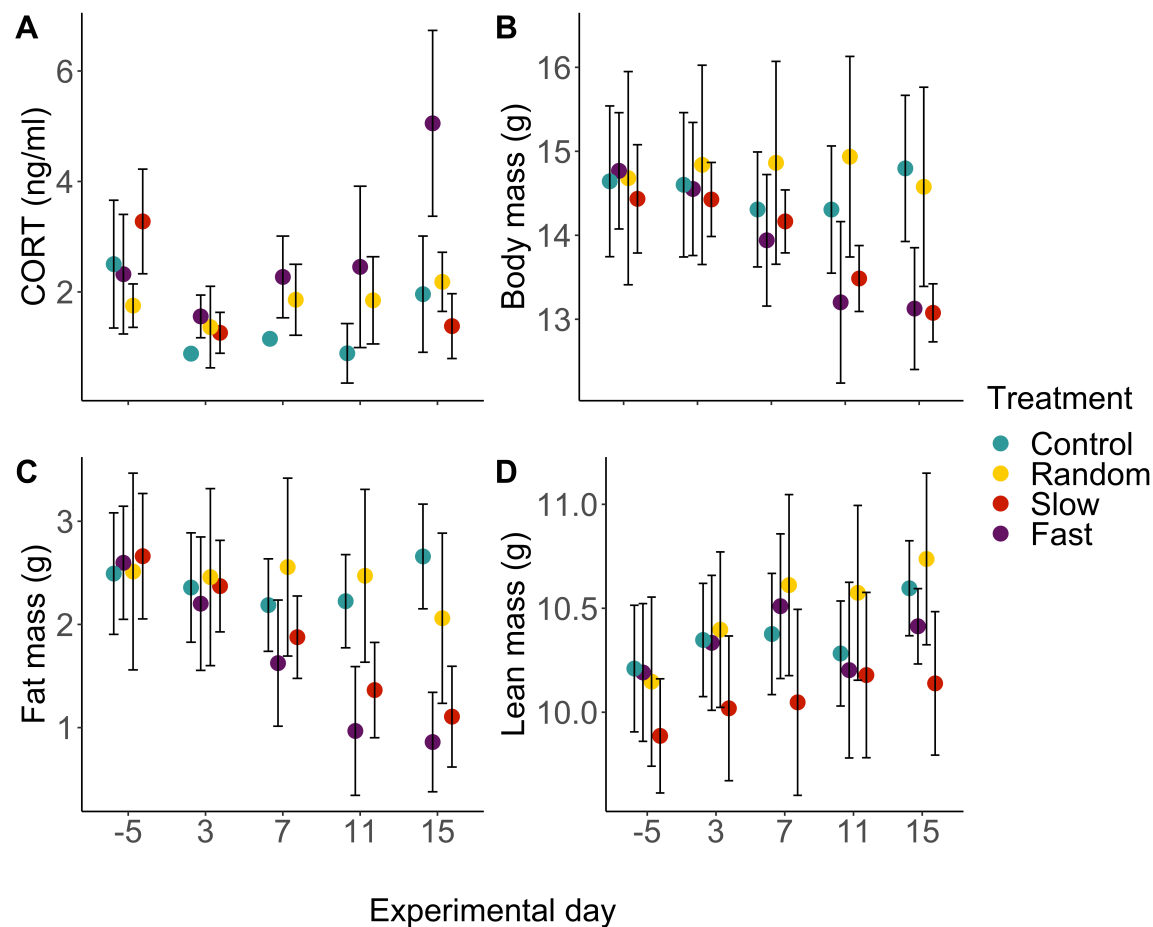 A
CORT (ng/ml)
6
4
2
B
Body mass (g)
16
15
14
13
Treatment
Control
Random
Slow
Fast
C
Fat mass (g)
3
2
1
-5 3 7 11 15
D
Lean mass (g)
11.0
10.5
10.0
-5 3 7 11 15
Experimental day